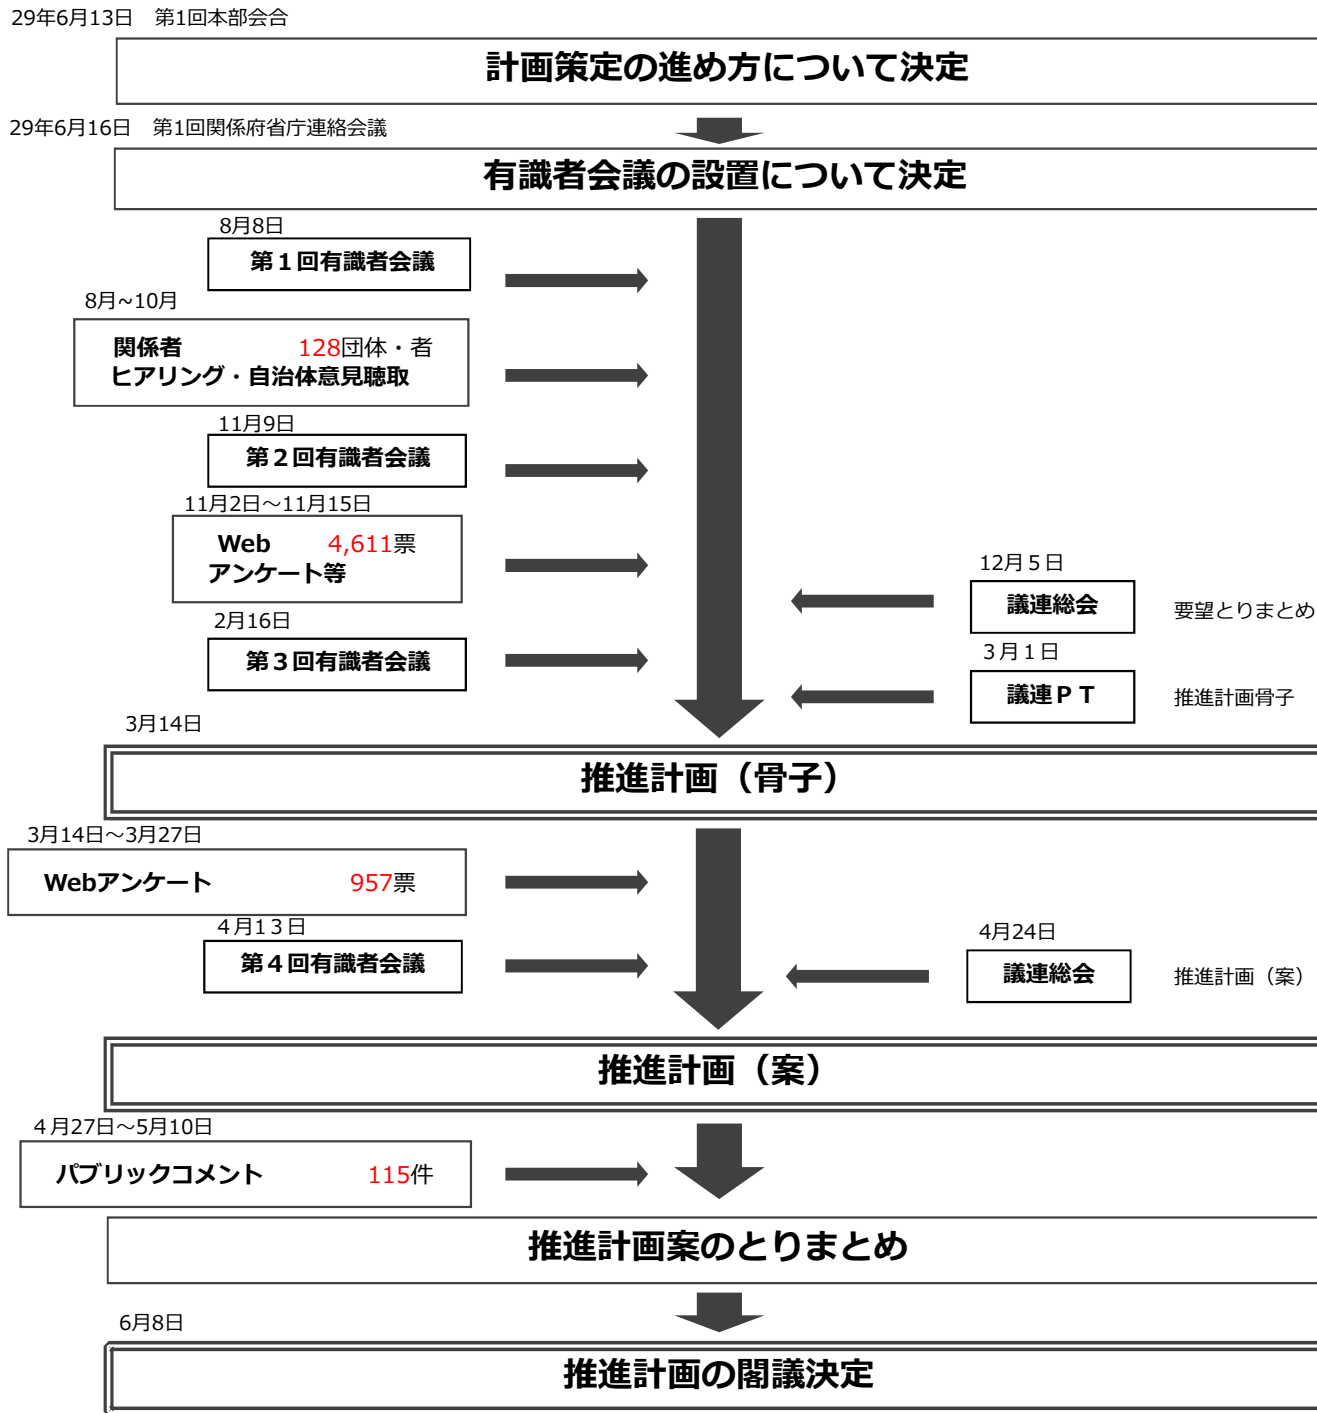 29年6月13日　第1回本部会合
計画策定の進め方について決定
29年6月16日　第1回関係府省庁連絡会議
有識者会議の設置について決定
8月8日
第１回有識者会議
8月~10月
関係者　128団体・者
ヒアリング・自治体意見聴取
11月9日
第２回有識者会議
11月2日～11月15日
Web　4,611票
アンケート等
12月５日
議連総会　要望とりまとめ
2月16日
第３回有識者会議
３月１日
議連ＰＴ　推進計画骨子
3月14日
推進計画（骨子）
3月14日～3月27日
Webアンケート　957票
４月1３日
第４回有識者会議
4月24日
議連総会　推進計画（案）
推進計画（案）
４月27日～5月10日
パブリックコメント　115件
推進計画案のとりまとめ
6月8日
推進計画の閣議決定